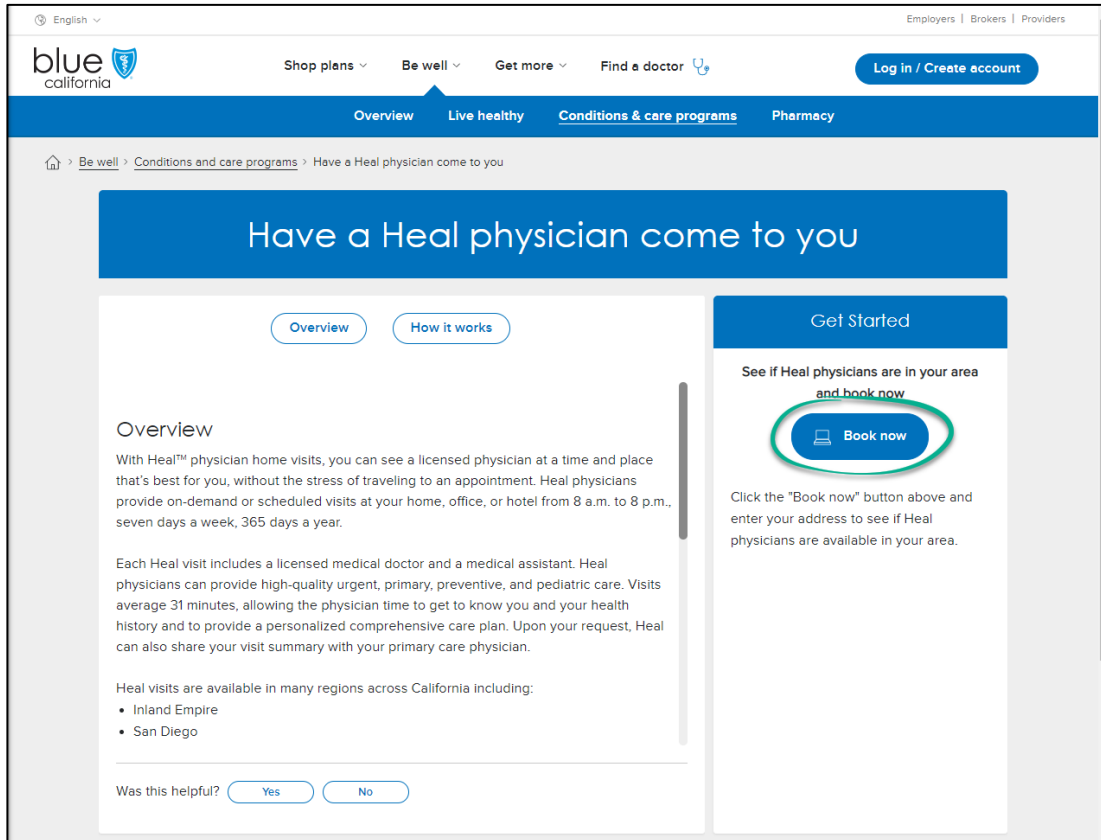 English
Employers | Brokers | Providers
blue
california
Shop plans
Be well
Get more
Find a doctor
Log in / Create account
Overview
Live healthy
Conditions & care programs
Pharmacy
> Be well > Conditions and care programs > Have a Heal physician come to you
Have a Heal physician come to you
Overview
How it works
Overview
With Heal™ physician home visits, you can see a licensed physician at a time and place
that's best for you, without the stress of traveling to an appointment. Heal physicians
provide on-demand or scheduled visits at your home, office, or hotel from 8 a.m. to 8 p.m.,
seven days a week, 365 days a year.
Each Heal visit includes a licensed medical doctor and a medical assistant. Heal
physicians can provide high-quality urgent, primary, preventive, and pediatric care. Visits
average 31 minutes, allowing the physician time to get to know you and your health
history and to provide a personalized comprehensive care plan. Upon your request, Heal
can also share your visit summary with your primary care physician.
Heal visits are available in many regions across California including:
• Inland Empire
• San Diego
Was this helpful?
Yes
No
Get Started
See if Heal physicians are in your area
and book now
Book now
Click the "Book now" button above and
enter your address to see if Heal
physicians are available in your area.